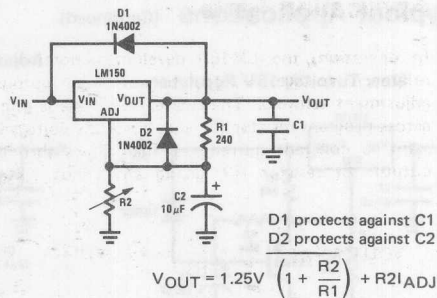 D1
1N4002
LM150
VIN
VIN VOUT
ADJ
VOUT
D2
1N4002
R1
240
C1
R2
C2
10μF
+
D1 protects against C1
D2 protects against C2
VOUT = 1.25V (1 + R2/R1) + R2IADJ